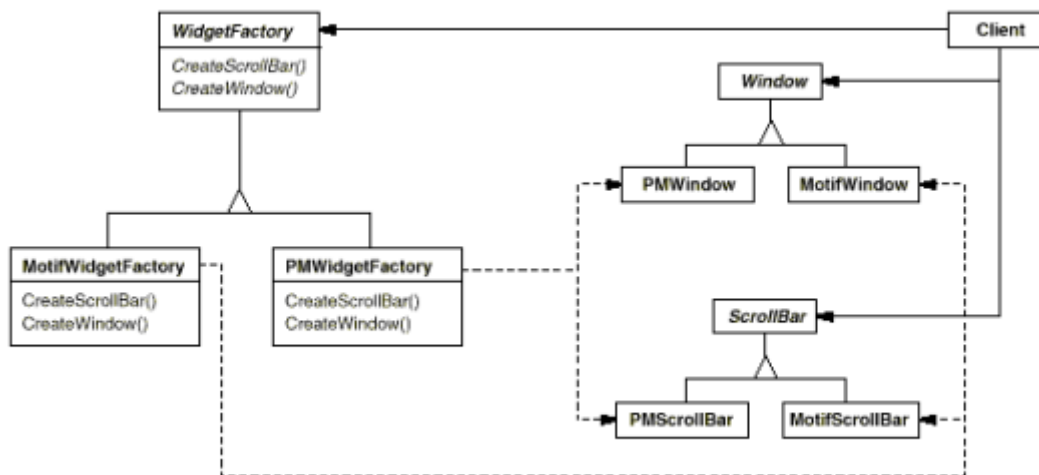 WidgetFactory
CreateScrollBar()
CreateWindow()
Client
Window
PMWindow
MotifWindow
MotifWidgetFactory
CreateScrollBar()
CreateWindow()
PMWidgetFactory
CreateScrollBar()
CreateWindow()
ScrollBar
PMScrollBar
MotifScrollBar